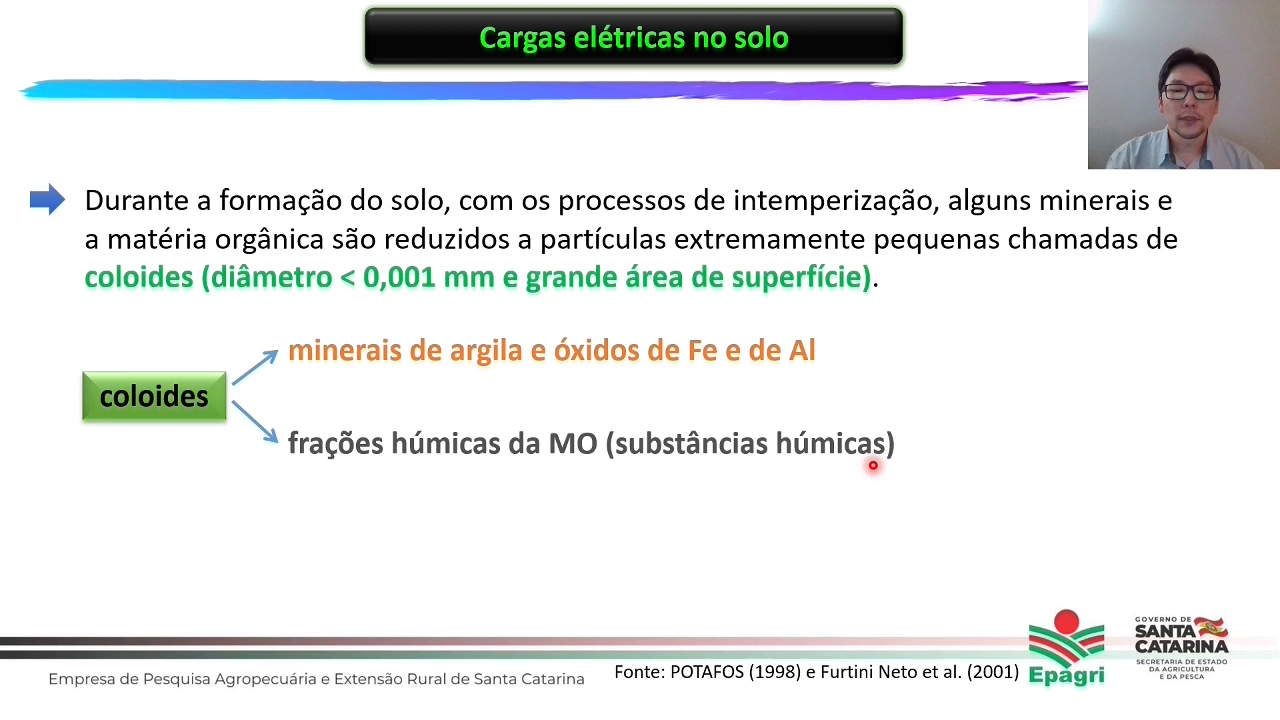 Cargas elétricas no solo
Durante a formação do solo, com os processos de intemperização, alguns minerais e
a matéria orgânica são reduzidos a partículas extremamente pequenas chamadas de
coloides (diâmetro < 0,001 mm e grande área de superfície).
minerais de argila e óxidos de Fe e de Al
coloides
frações húmicas da MO (substâncias húmicas)
Empresa de Pesquisa Agropecuária e Extensão Rural de Santa Catarina
Fonte: POTAFOS (1998) e Furtini Neto et al. (2001)
Epagri
GOVERNO DE
SANTA
CATARINA
SECRETARIA DE ESTADO
DA AGRICULTURA
E DA PESCA